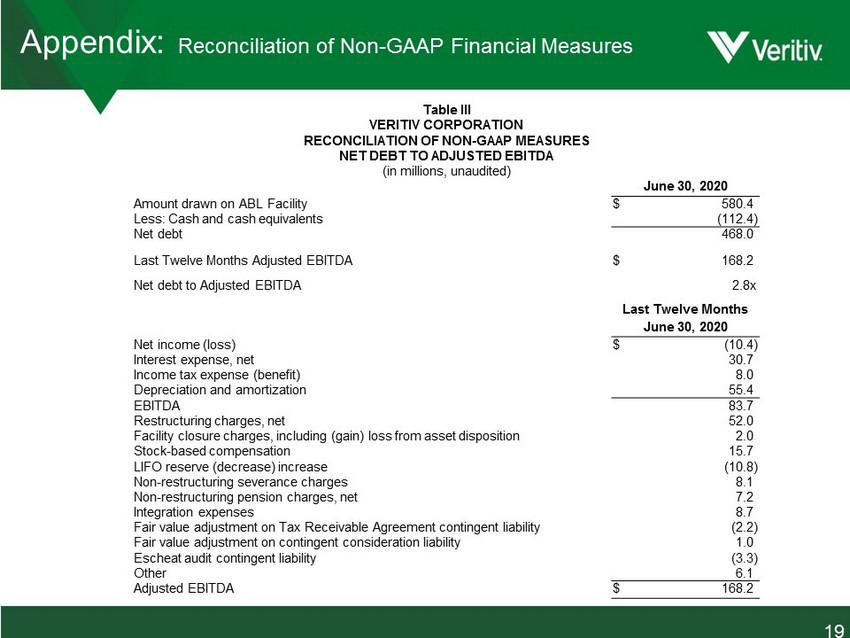 Appendix: Reconciliation of Non-GAAP Financial Measures
Veritiv.
Table III
VERITIV CORPORATION
RECONCILIATION OF NON-GAAP MEASURES
NET DEBT TO ADJUSTED EBITDA
(in millions, unaudited)
June 30, 2020
Amount drawn on ABL Facility $ 580.4
Less: Cash and cash equivalents (112.4)
Net debt 468.0
Last Twelve Months Adjusted EBITDA $ 168.2
Net debt to Adjusted EBITDA 2.8x
Last Twelve Months
June 30, 2020
Net income (loss) $ (10.4)
Interest expense, net 30.7
Income tax expense (benefit) 8.0
Depreciation and amortization 55.4
EBITDA 83.7
Restructuring charges, net 52.0
Facility closure charges, including (gain) loss from asset disposition 2.0
Stock-based compensation 15.7
LIFO reserve (decrease) increase (10.8)
Non-restructuring severance charges 8.1
Non-restructuring pension charges, net 7.2
Integration expenses 8.7
Fair value adjustment on Tax Receivable Agreement contingent liability (2.2)
Fair value adjustment on contingent consideration liability 1.0
Escheat audit contingent liability (3.3)
Other 6.1
Adjusted EBITDA $ 168.2
19